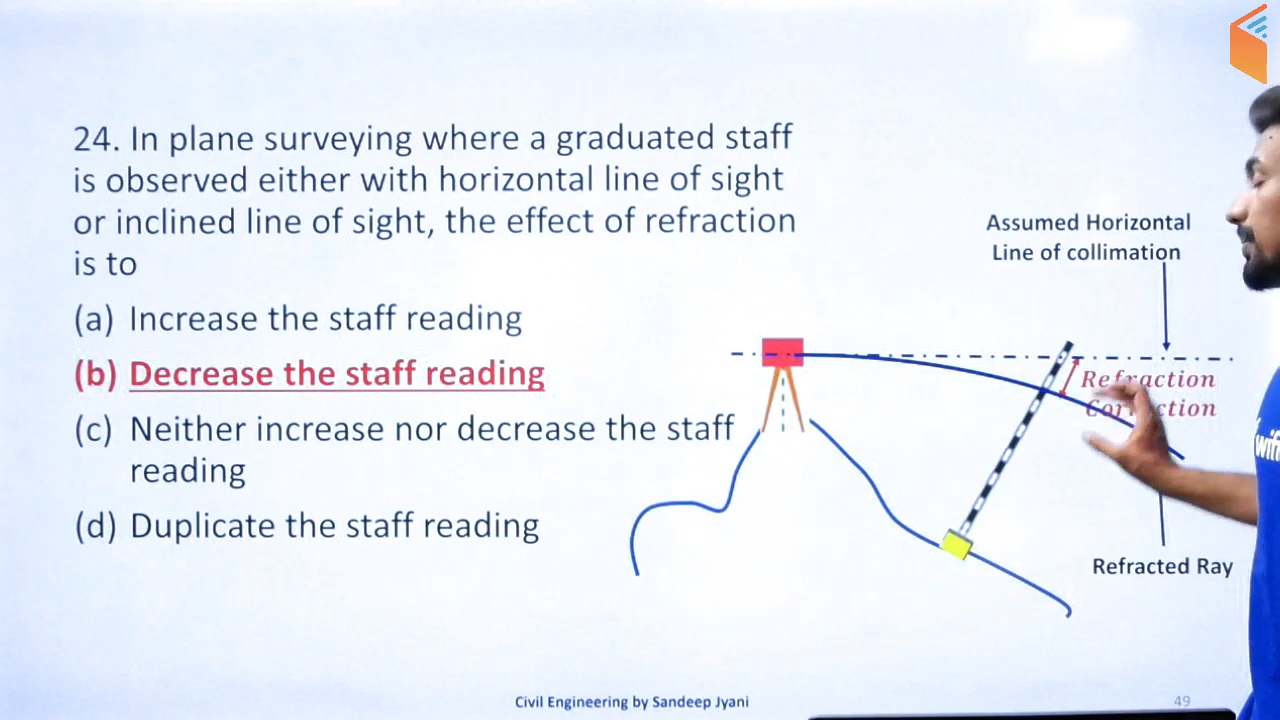 24. In plane surveying where a graduated staff
is observed either with horizontal line of sight
or inclined line of sight, the effect of refraction
is to
(a) Increase the staff reading
(b) Decrease the staff reading
(c) Neither increase nor decrease the staff
reading
(d) Duplicate the staff reading
Assumed Horizontal
Line of collimation
Refraction
Refracted Ray
Civil Engineering by Sandeep Jyani
49